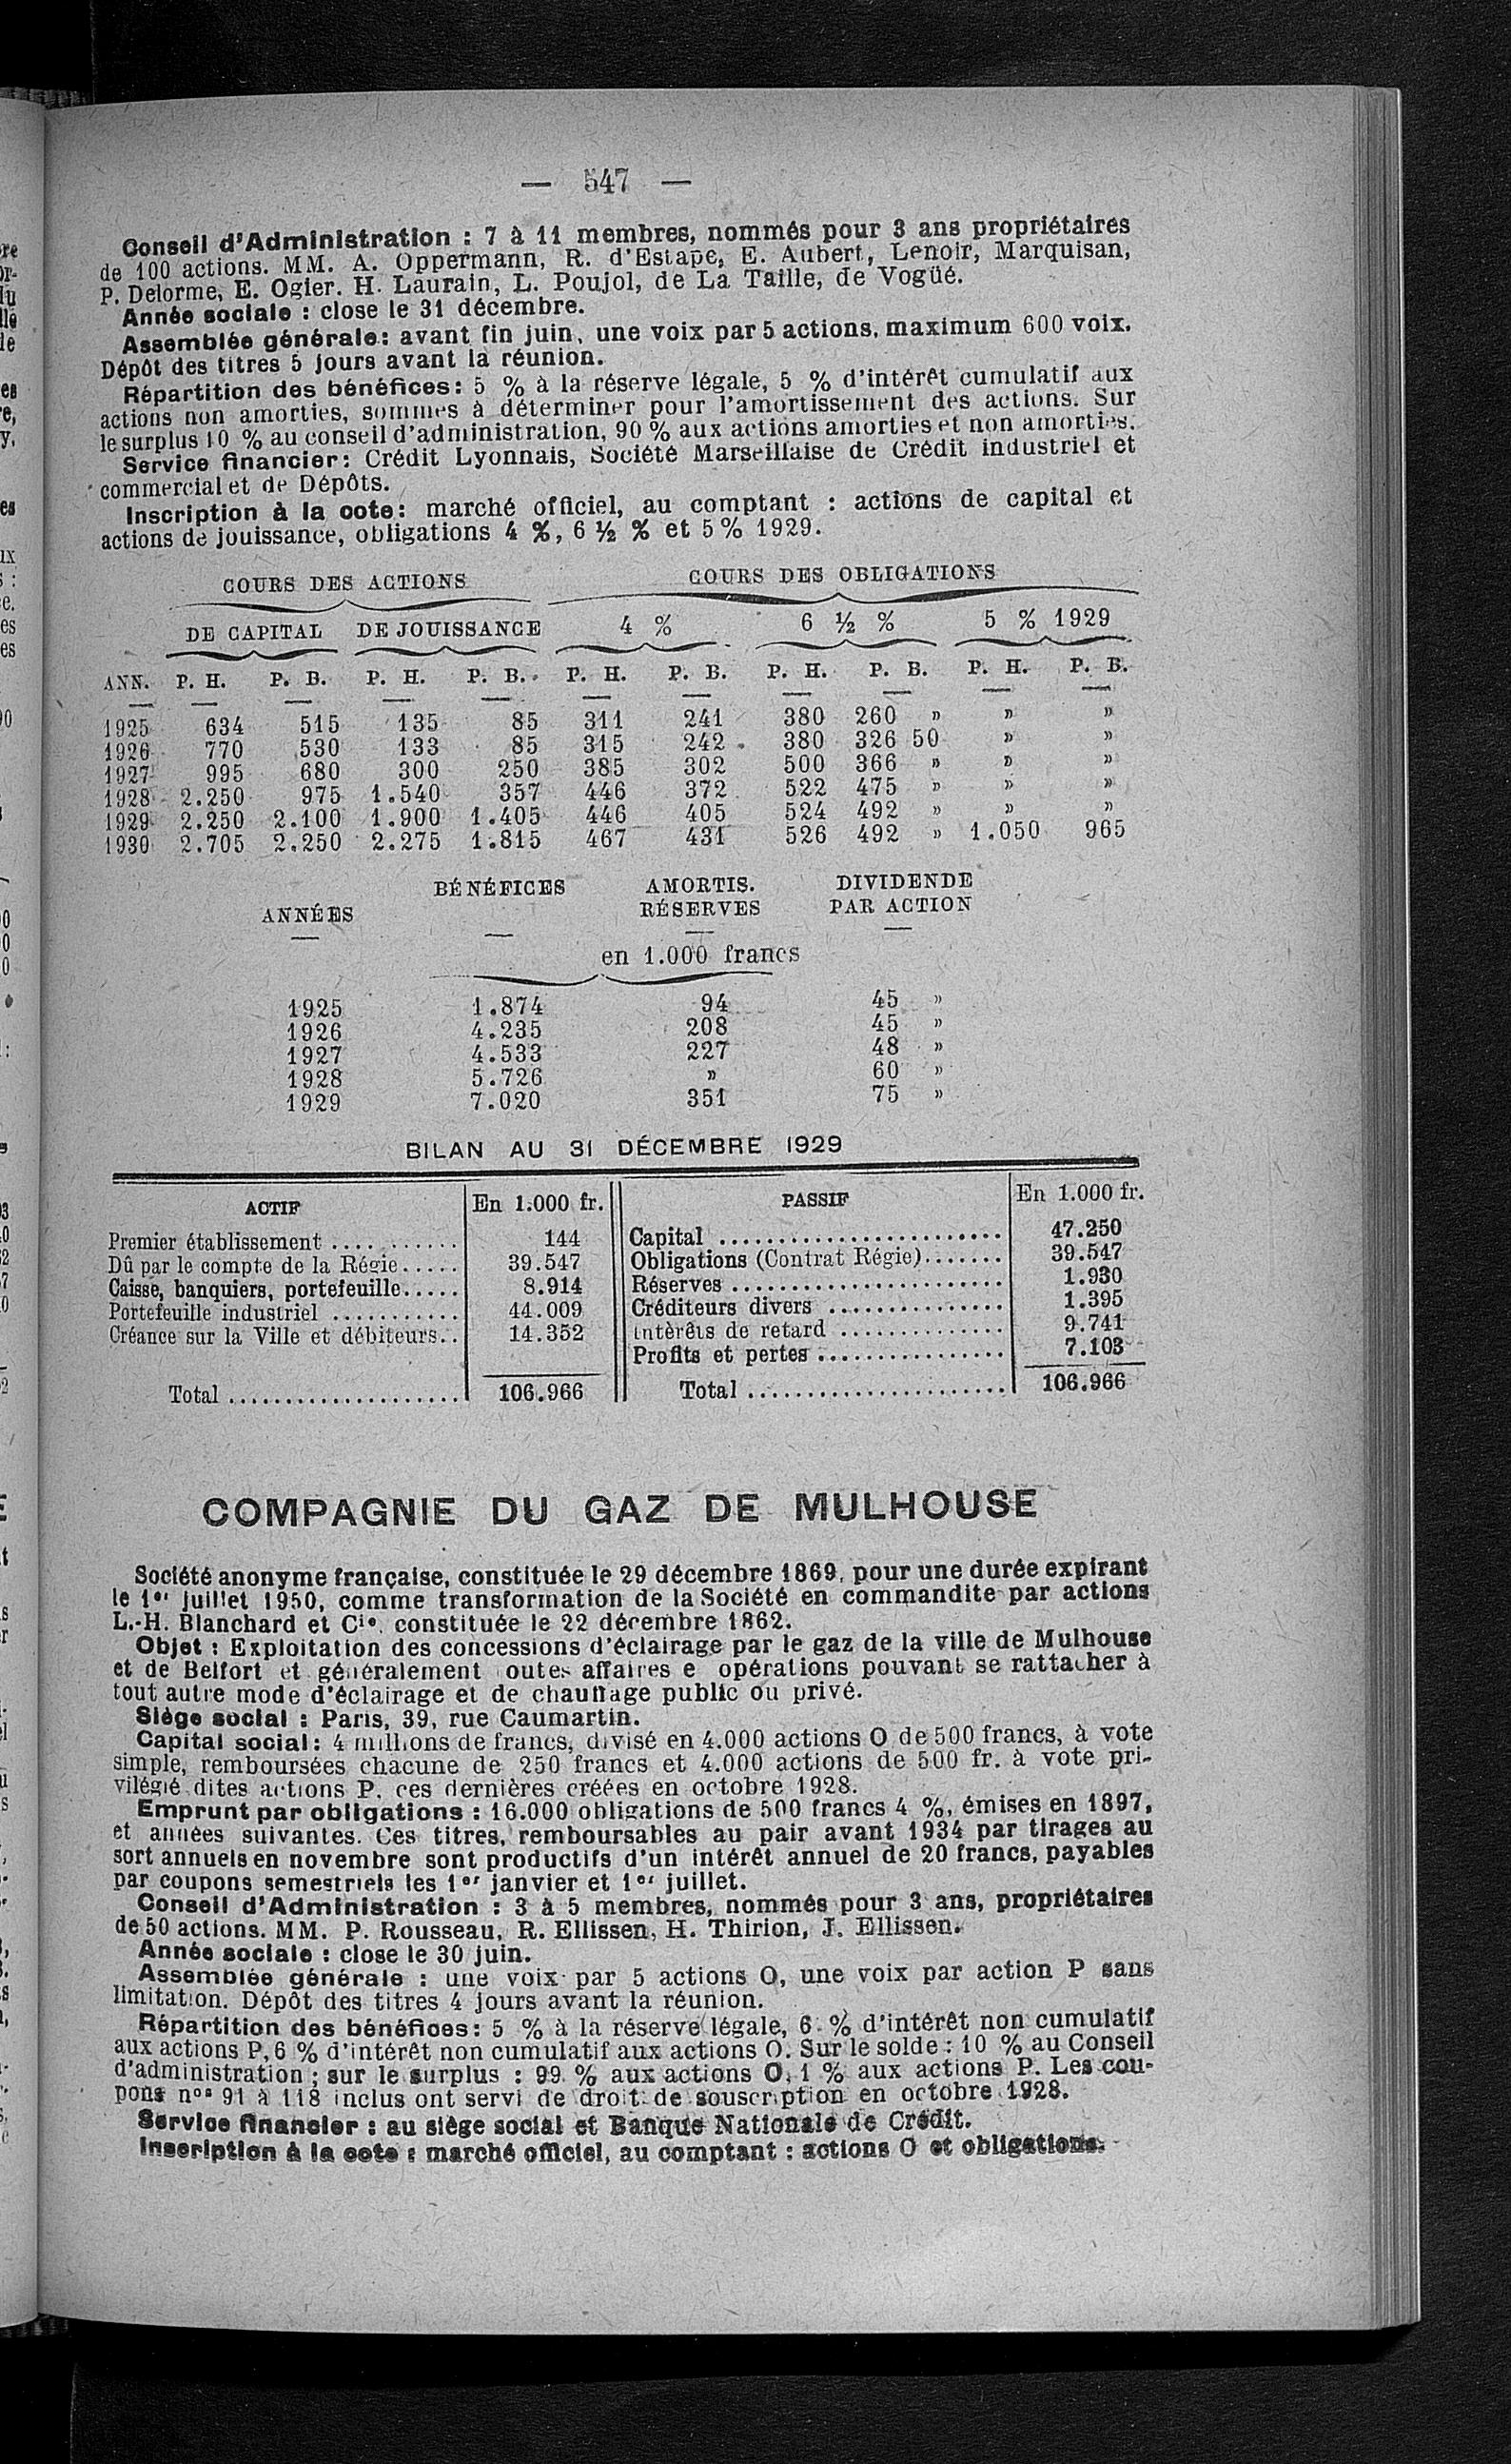 — 547 —
Conseil d'Administration : 7 à 11 membres, nommés pour 3 ans propriétaires
de 100 actions. MM. A. Oppermann, R. d'Estape, E. Aubert, Lenoir, Marquisan,
P. Delorme, E. Ogier. H. Laurain, L. Poujol, de La Taille, de Vogüé.
Année sociale : close le 31 décembre.
Assemblée générale : avant fin juin, une voix par 5 actions, maximum 600 voix.
Dépôt des titres 5 jours avant la réunion.
Répartition des bénéfices : 5 % à la réserve légale, 5 % d'intérêt cumulatif aux
actions non amorties, sommes à déterminer pour l'amortissement des actions. Sur
le surplus 10 % au conseil d'administration, 90 % aux actions amorties et non amorties.
Service financier : Crédit Lyonnais, Société Marseillaise de Crédit industriel et
commercial et de Dépôts.
Inscription à la cote : marché officiel, au comptant : actions de capital et
actions de jouissance, obligations 4 %, 6 ½ % et 5 % 1929.
COURS DES ACTIONS COURS DES OBLIGATIONS
DE CAPITAL DE JOUISSANCE 4 % 6 ½ % 5 % 1929
ANN. P. H. P. B. P. H. P. B. P. H. P. B. P. H. P. B. P. H. P. B.
1925 634 515 135 85 311 241 380 260 » » »
1926 770 530 133 85 315 242 380 326 50 » »
1927 995 680 300 250 385 302 500 366 » » »
1928 2.250 975 1.540 357 446 372 522 475 » » »
1929 2.250 2.100 1.900 1.405 446 405 524 492 » » »
1930 2.705 2.250 2.275 1.815 467 431 526 492 » 1.050 965
ANNÉES BÉNÉFICES AMORTIS. RÉSERVES DIVIDENDE PAR ACTION
en 1.000 francs
1925 1.874 94 45 »
1926 4.235 208 45 »
1927 4.533 227 48 »
1928 5.726 » 60 »
1929 7.020 351 75 »
BILAN AU 31 DÉCEMBRE 1929
ACTIF En 1.000 fr. PASSIF En 1.000 fr.
Premier établissement ........... 144 Capital ......................... 47.250
Dû par le compte de la Régie ..... 39.547 Obligations (Contrat Régie) ....... 39.547
Caisse, banquiers, portefeuille ..... 8.914 Réserves ........................ 1.930
Portefeuille industriel ........... 44.009 Créditeurs divers ............... 1.395
Créance sur la Ville et débiteurs .. 14.352 Intérêts de retard ............... 9.741
Profits et pertes ................. 7.103
Total .................... 106.966 Total ....................... 106.966
COMPAGNIE DU GAZ DE MULHOUSE
Société anonyme française, constituée le 29 décembre 1869, pour une durée expirant
le 1er juillet 1950, comme transformation de la Société en commandite par actions
L.-H. Blanchard et Cie, constituée le 22 décembre 1862.
Objet : Exploitation des concessions d'éclairage par le gaz de la ville de Mulhouse
et de Belfort et généralement outes affaires e opérations pouvant se rattacher à
tout autre mode d'éclairage et de chauffage public ou privé.
Siège social : Paris, 39, rue Caumartin.
Capital social : 4 millions de francs, divisé en 4.000 actions O de 500 francs, à vote
simple, remboursées chacune de 250 francs et 4.000 actions de 500 fr. à vote pri-
vilégié dites actions P, ces dernières créées en octobre 1928.
Emprunt par obligations : 16.000 obligations de 500 francs 4 %, émises en 1897,
et années suivantes. Ces titres, remboursables au pair avant 1934 par tirages au
sort annuels en novembre sont productifs d'un intérêt annuel de 20 francs, payables
par coupons semestriels les 1er janvier et 1er juillet.
Conseil d'Administration : 3 à 5 membres, nommés pour 3 ans, propriétaires
de 50 actions. MM. P. Rousseau, R. Ellissen, H. Thirion, J. Ellissen.
Année sociale : close le 30 juin.
Assemblée générale : une voix par 5 actions O, une voix par action P sans
limitation. Dépôt des titres 4 jours avant la réunion.
Répartition des bénéfices : 5 % à la réserve légale, 6 % d'intérêt non cumulatif
aux actions P, 6 % d'intérêt non cumulatif aux actions O. Sur le solde : 10 % au Conseil
d'administration ; sur le surplus : 99 % aux actions O, 1 % aux actions P. Les cou-
pons nos 91 à 118 inclus ont servi de droit de souscription en octobre 1928.
Service financier : au siège social et Banque Nationale de Crédit.
Inscription à la cote : marché officiel, au comptant : actions O et obligations.